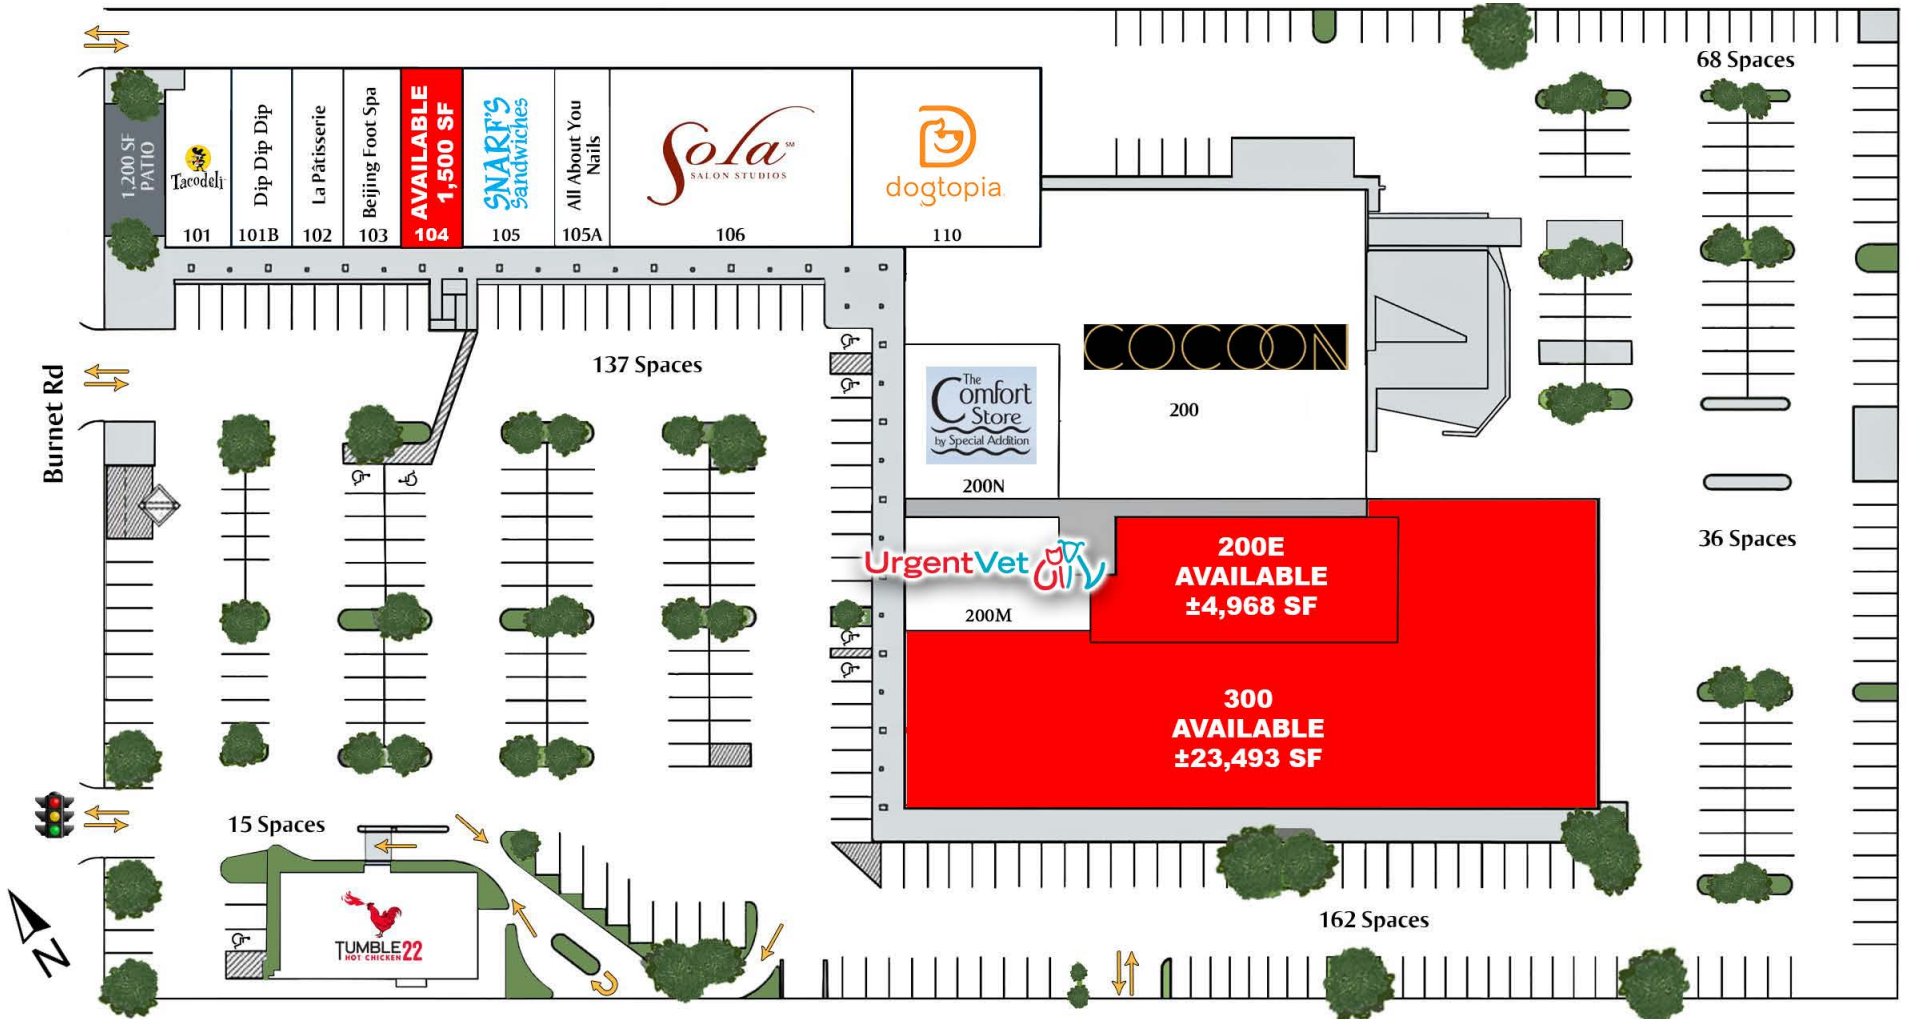 68 Spaces
1,200 SF
PATIO
Tacodeli
101
Dip Dip Dip
101B
La Pâtisserie
102
Beijing Foot Spa
103
AVAILABLE
1,500 SF
104
SNARF'S
Sandwiches
105
All About You
Nails
105A
Sola
SM
SALON STUDIOS
106
dogtopia
110
137 Spaces
Burnet Rd
The
Comfort
Store
by Special Addition
200N
COCOON
200
36 Spaces
UrgentVet
200M
200E
AVAILABLE
±4,968 SF
300
AVAILABLE
±23,493 SF
15 Spaces
TUMBLE 22
HOT CHICKEN
162 Spaces
N